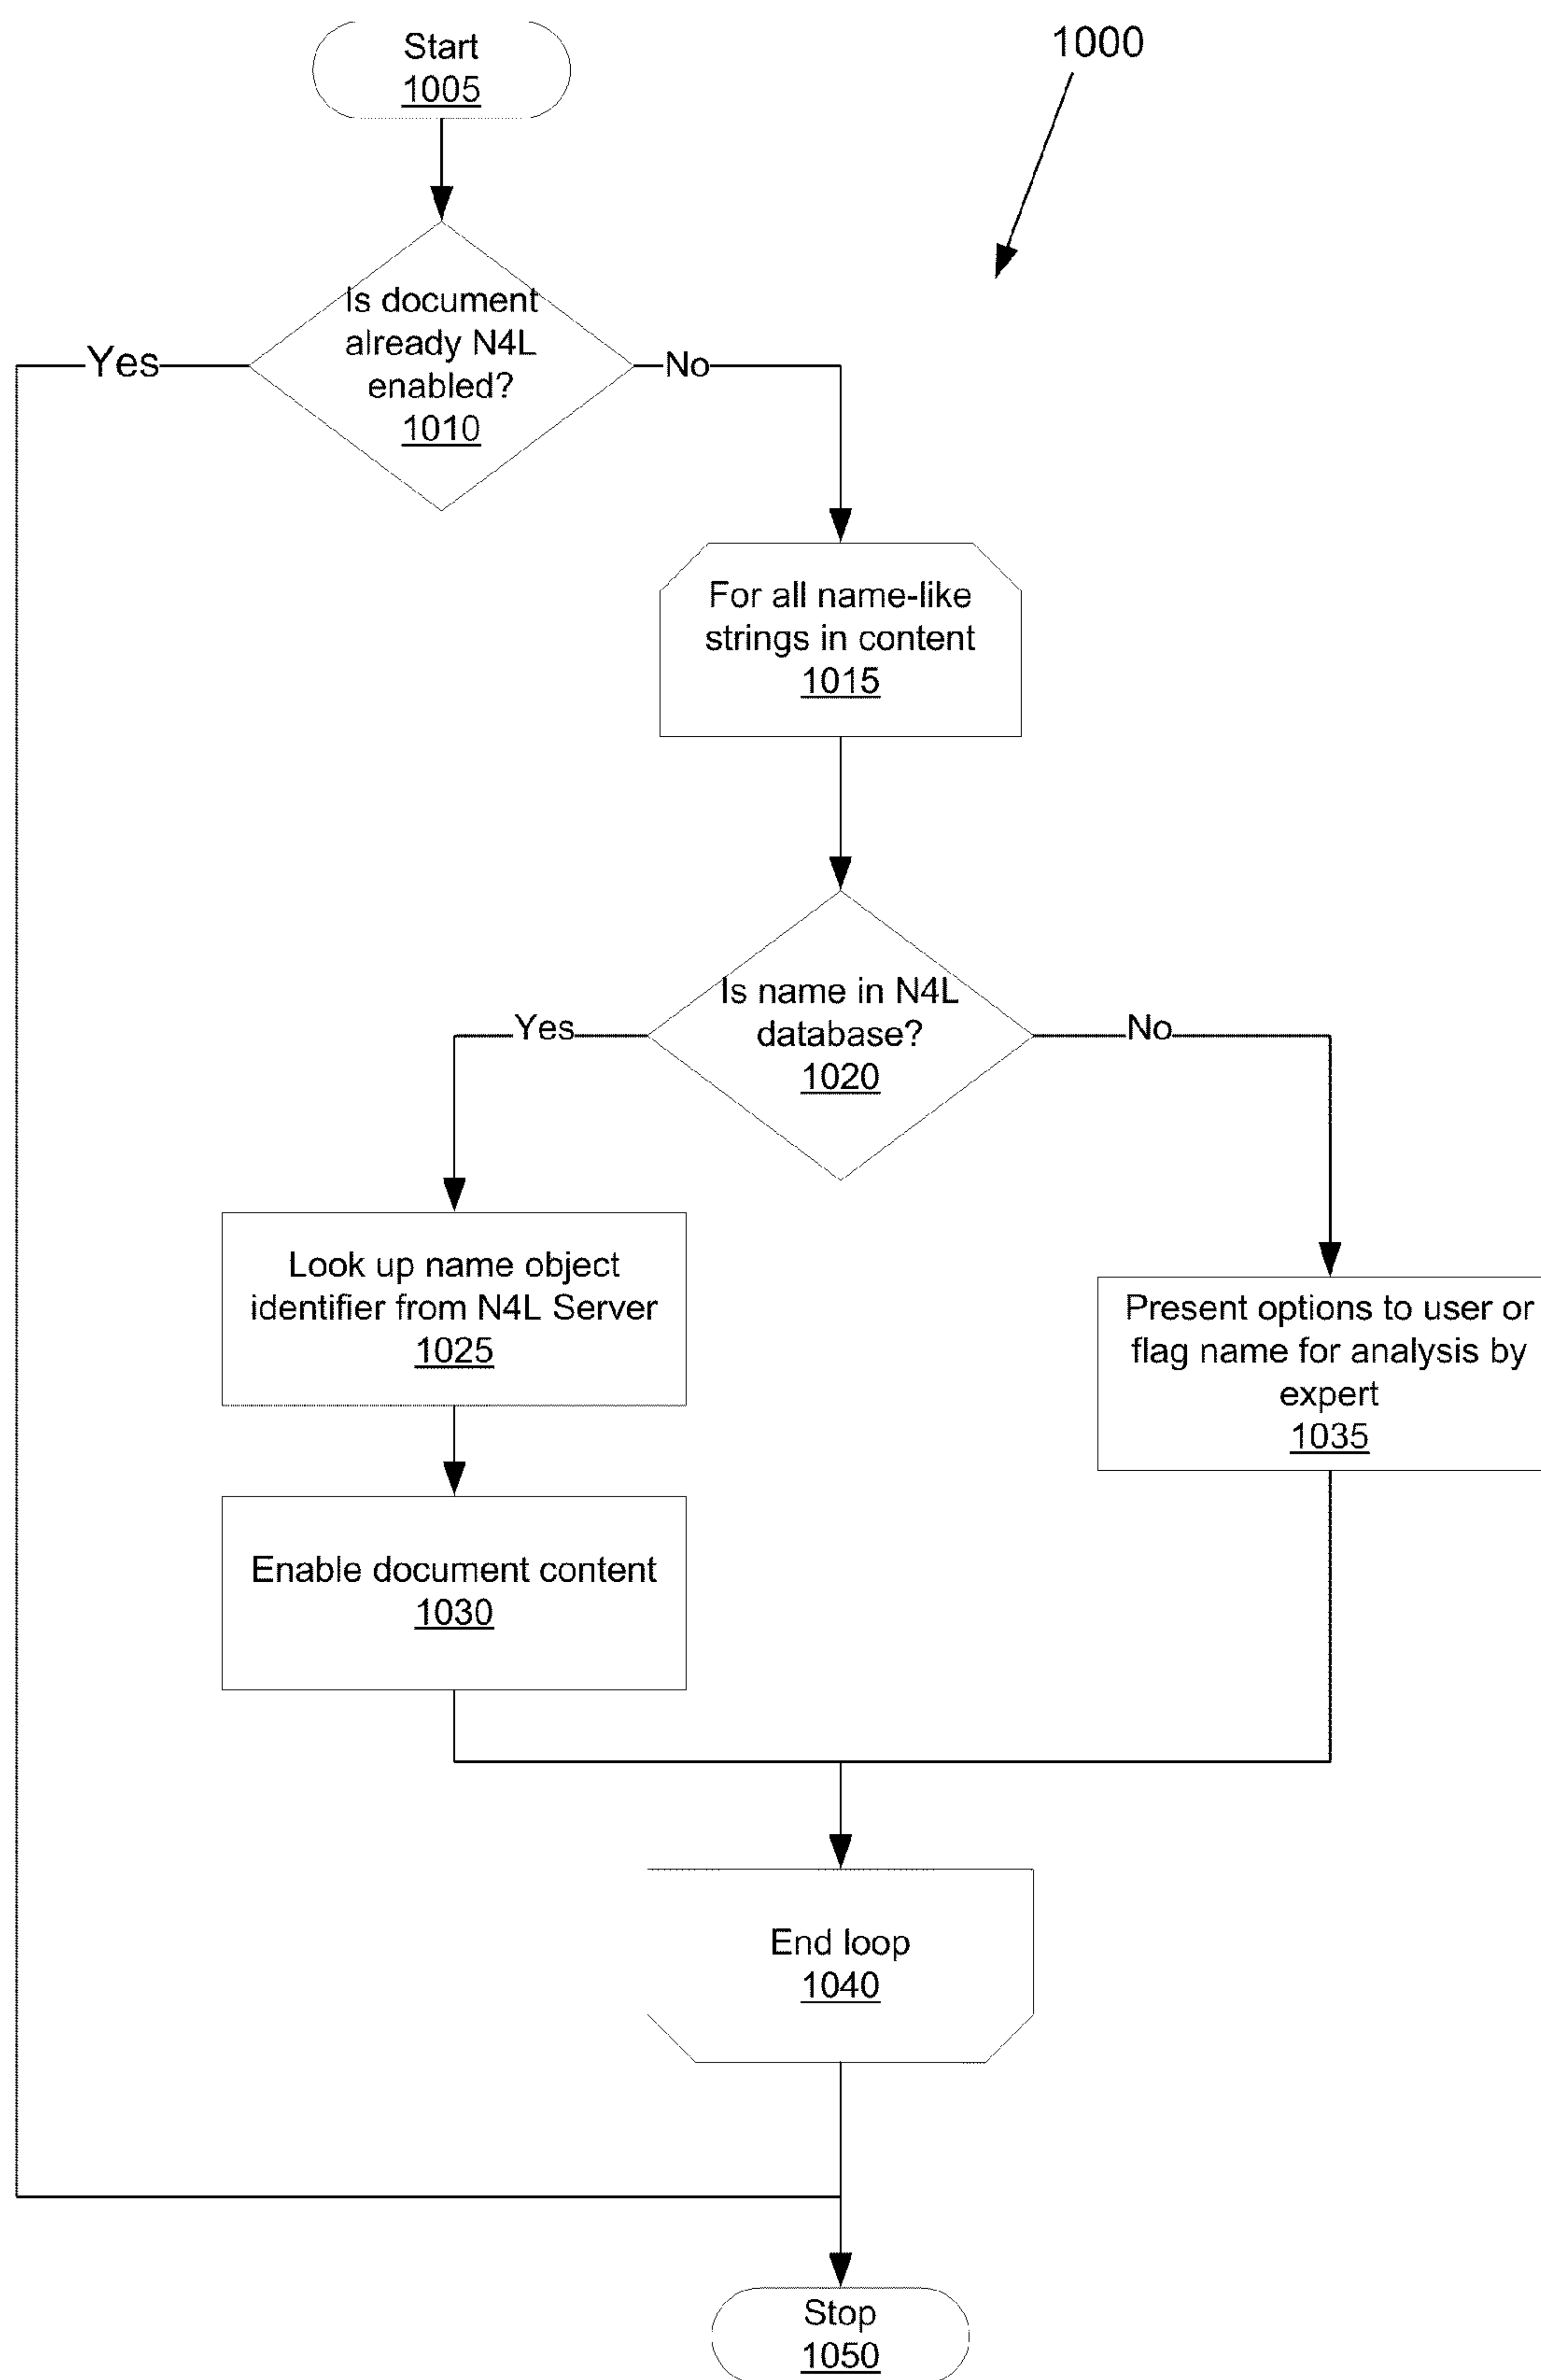 Start
1005
1000
Is document
already N4L
enabled?
1010
Yes
No
For all name-like
strings in content
1015
Is name in N4L
database?
1020
Yes
No
Look up name object
identifier from N4L Server
1025
Present options to user or
flag name for analysis by
expert
1035
Enable document content
1030
End loop
1040
Stop
1050